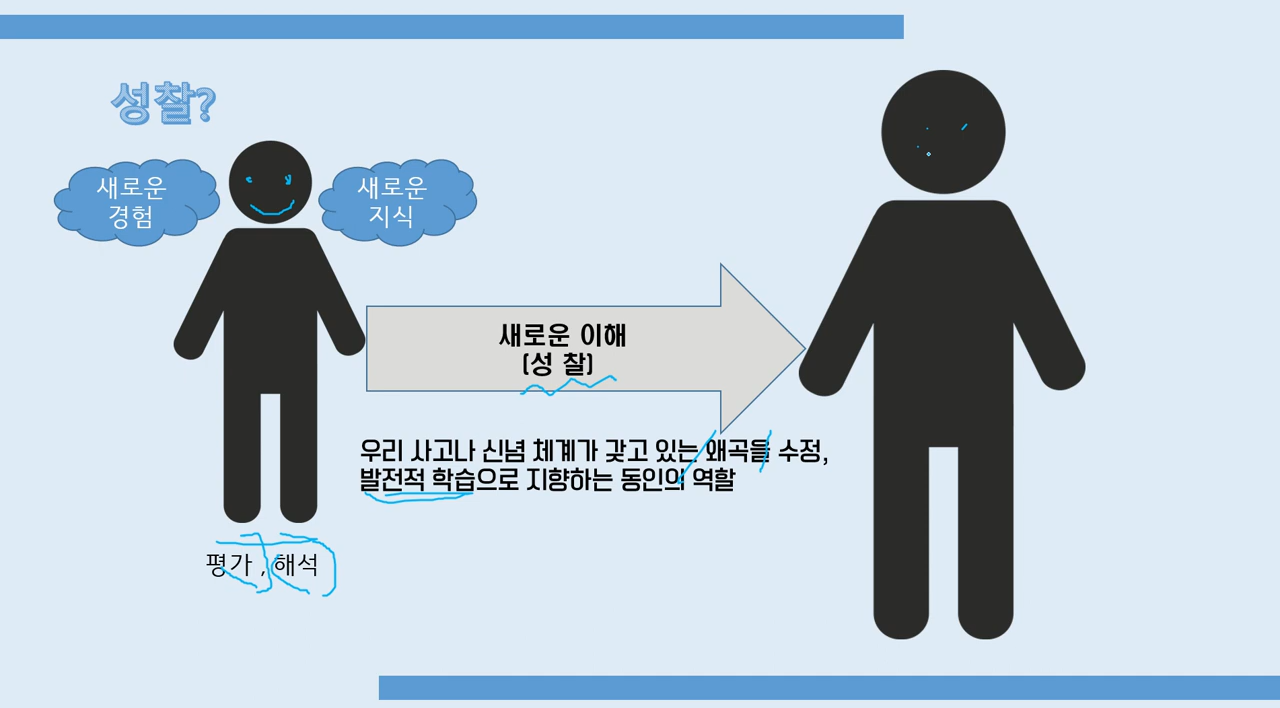 성찰?
새로운
경험
새로운
지식
새로운 이해
(성 찰)
우리 사고나 신념 체계가 갖고 있는 왜곡을 수정,
발전적 학습으로 지향하는 동인의 역할
평가 , 해석